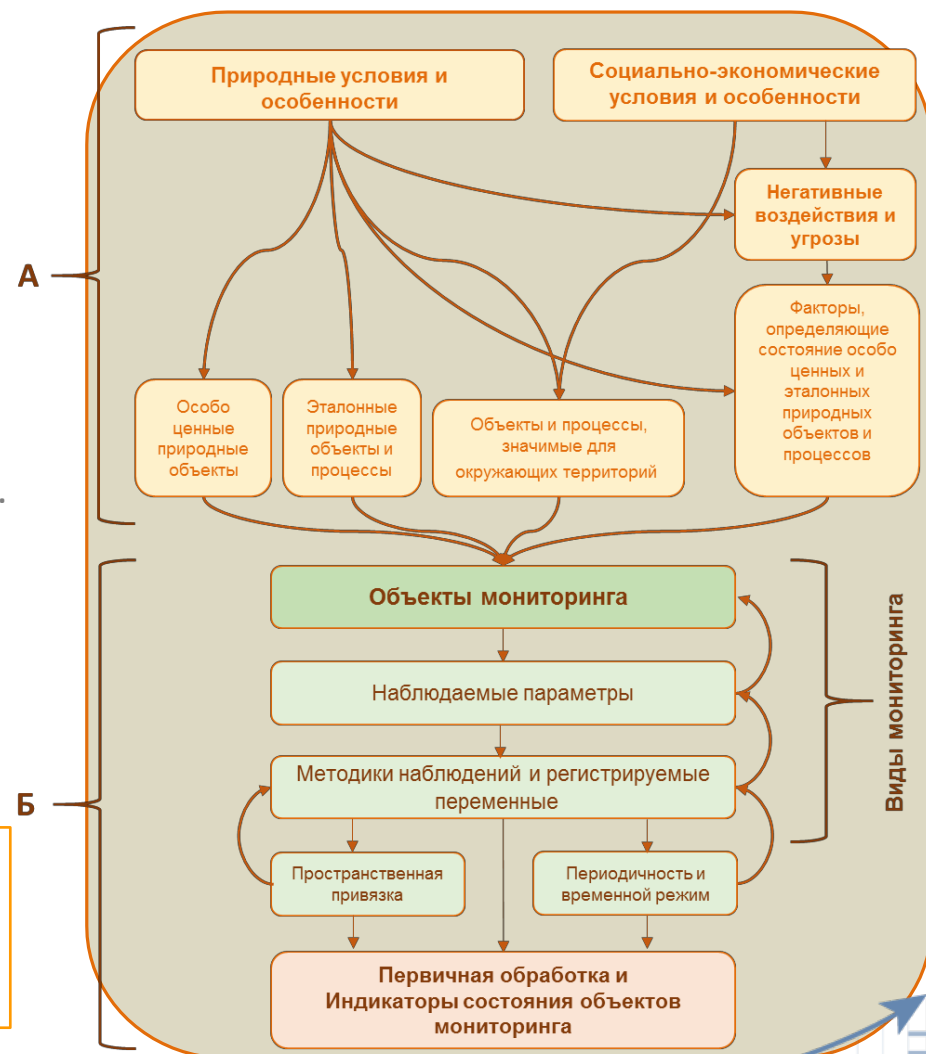 Природные условия и
особенности
Социально-экономические
условия и особенности
Негативные
воздействия и
угрозы
А
Факторы,
определяющие
состояние особо
ценных и
эталонных
природных
объектов и
процессов
Особо
ценные
природные
объекты
Эталонные
природные
объекты и
процессы
Объекты и процессы,
значимые для
окружающих территорий
.
Объекты мониторинга
Наблюдаемые параметры
Виды мониторинга
Методики наблюдений и регистрируемые
переменные
Б
Пространственная
привязка
Периодичность и
временной режим
Первичная обработка и
Индикаторы состояния объектов
мониторинга